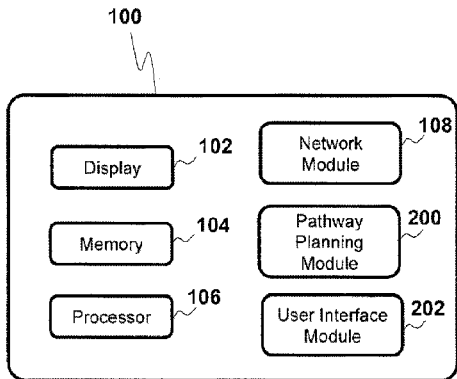 100
Display
102
Memory
104
Processor
106
Network
Module
108
Pathway
Planning
Module
200
User Interface
Module
202